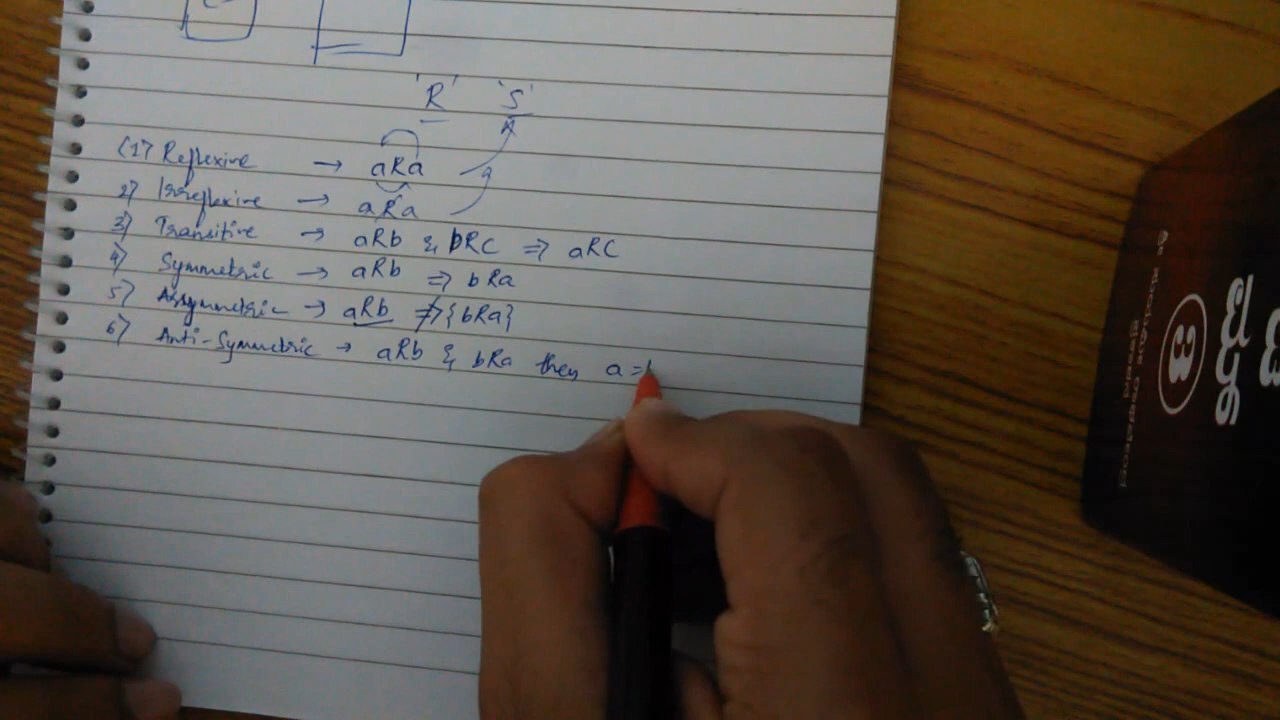 'R' 'S'
(1) Reflexive → aRa
2) Irreflexive → aRa
3) Transitive → aRb & bRC ⇒ aRC
4) Symmetric → aRb ⇒ bRa
5) Assymmetric → aRb ⇏ {bRa}
6) Anti-Symmetric → aRb & bRa then a =